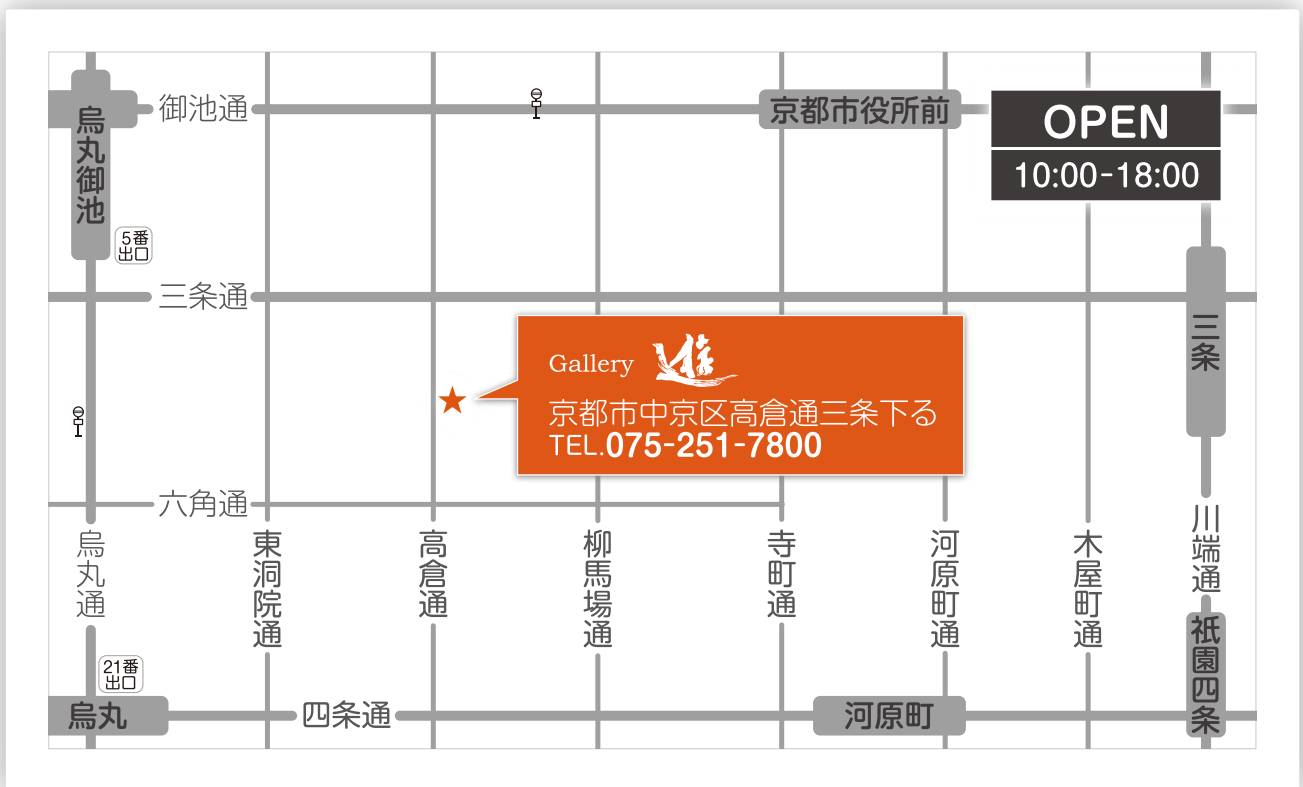 御池通
京都市役所前
OPEN
10:00-18:00
烏丸御池
5番
出口
三条通
三条
Gallery 進
京都市中京区高倉通三条下る
TEL.075-251-7800
六角通
烏丸通
東洞院通
高倉通
柳馬場通
寺町通
河原町通
木屋町通
川端通
祇園四条
21番
出口
烏丸
四条通
河原町